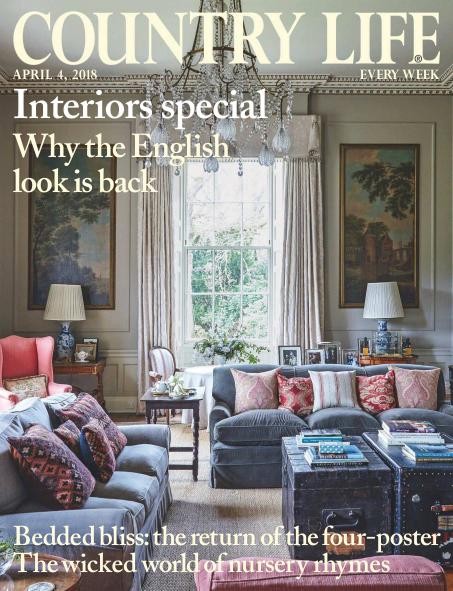 COUNTRY LIFE®
APRIL 4, 2018
EVERY WEEK
Interiors special
Why the English
look is back
Bedded bliss: the return of the four-poster
The wicked world of nursery rhymes